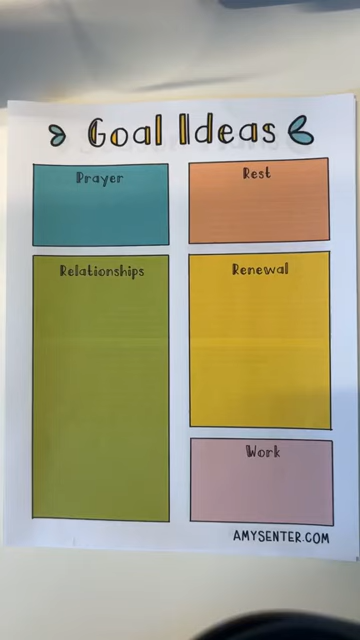 Goal Ideas
Prayer
Rest
Relationships
Renewal
Work
AMYSENTER.COM